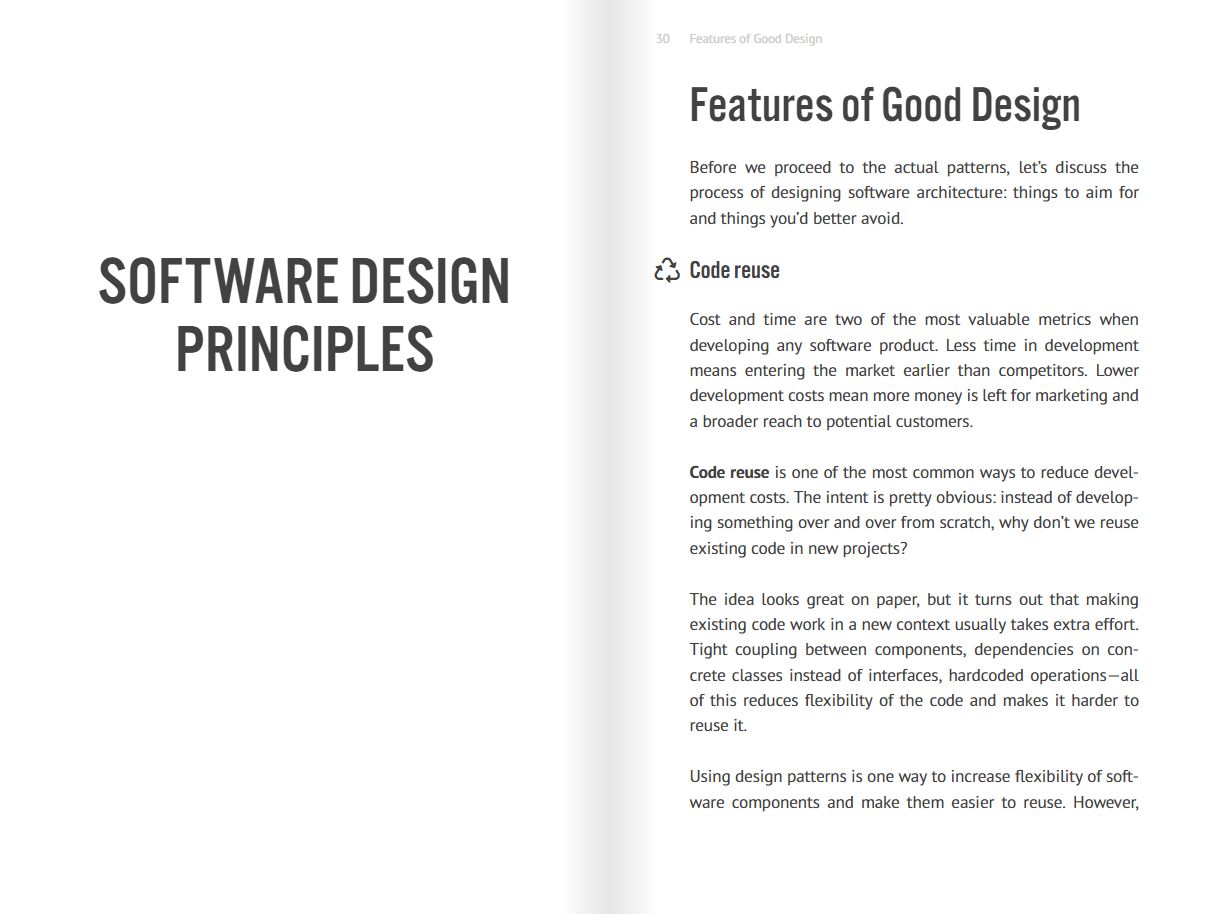 SOFTWARE DESIGN
PRINCIPLES
30 Features of Good Design
Features of Good Design
Before we proceed to the actual patterns, let’s discuss the
process of designing software architecture: things to aim for
and things you’d better avoid.
Code reuse
Cost and time are two of the most valuable metrics when
developing any software product. Less time in development
means entering the market earlier than competitors. Lower
development costs mean more money is left for marketing and
a broader reach to potential customers.
Code reuse is one of the most common ways to reduce devel-
opment costs. The intent is pretty obvious: instead of develop-
ing something over and over from scratch, why don’t we reuse
existing code in new projects?
The idea looks great on paper, but it turns out that making
existing code work in a new context usually takes extra effort.
Tight coupling between components, dependencies on con-
crete classes instead of interfaces, hardcoded operations—all
of this reduces flexibility of the code and makes it harder to
reuse it.
Using design patterns is one way to increase flexibility of soft-
ware components and make them easier to reuse. However,